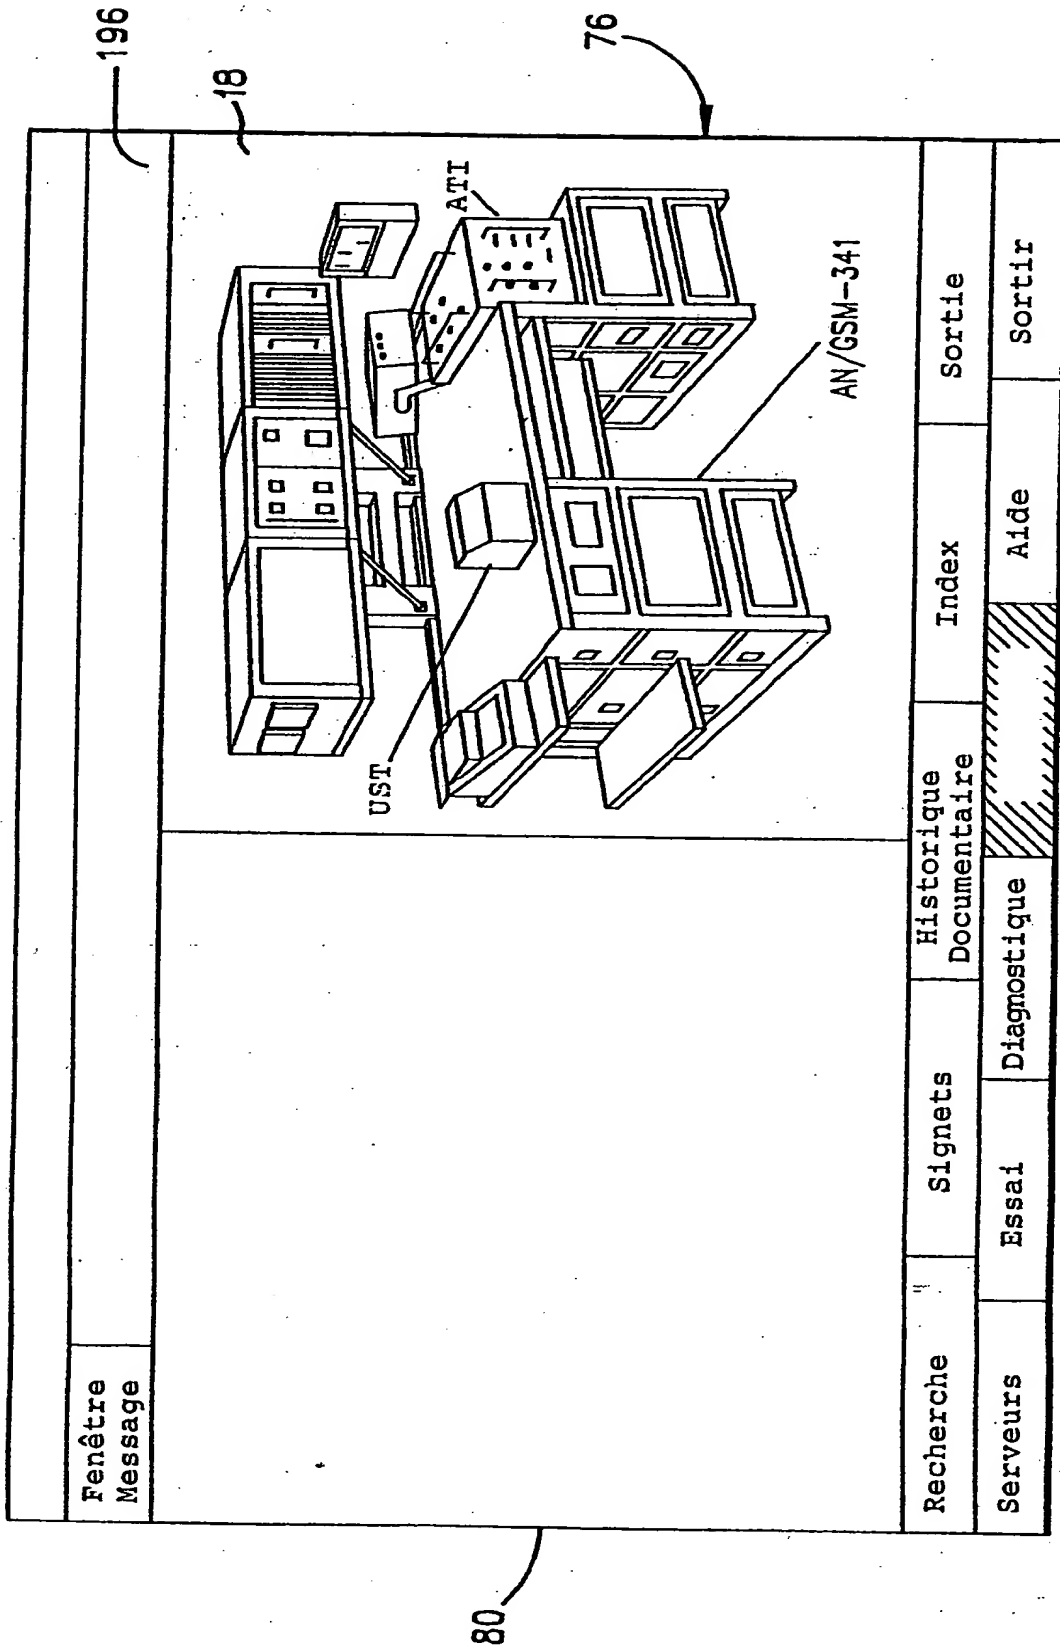 196
18
76
80
Fenêtre
Message
ATI
UST
AN/GSM-341
Recherche
Signets
Historique
Documentaire
Index
Sortie
Serveurs
Essai
Diagnostique
Aide
Sortir